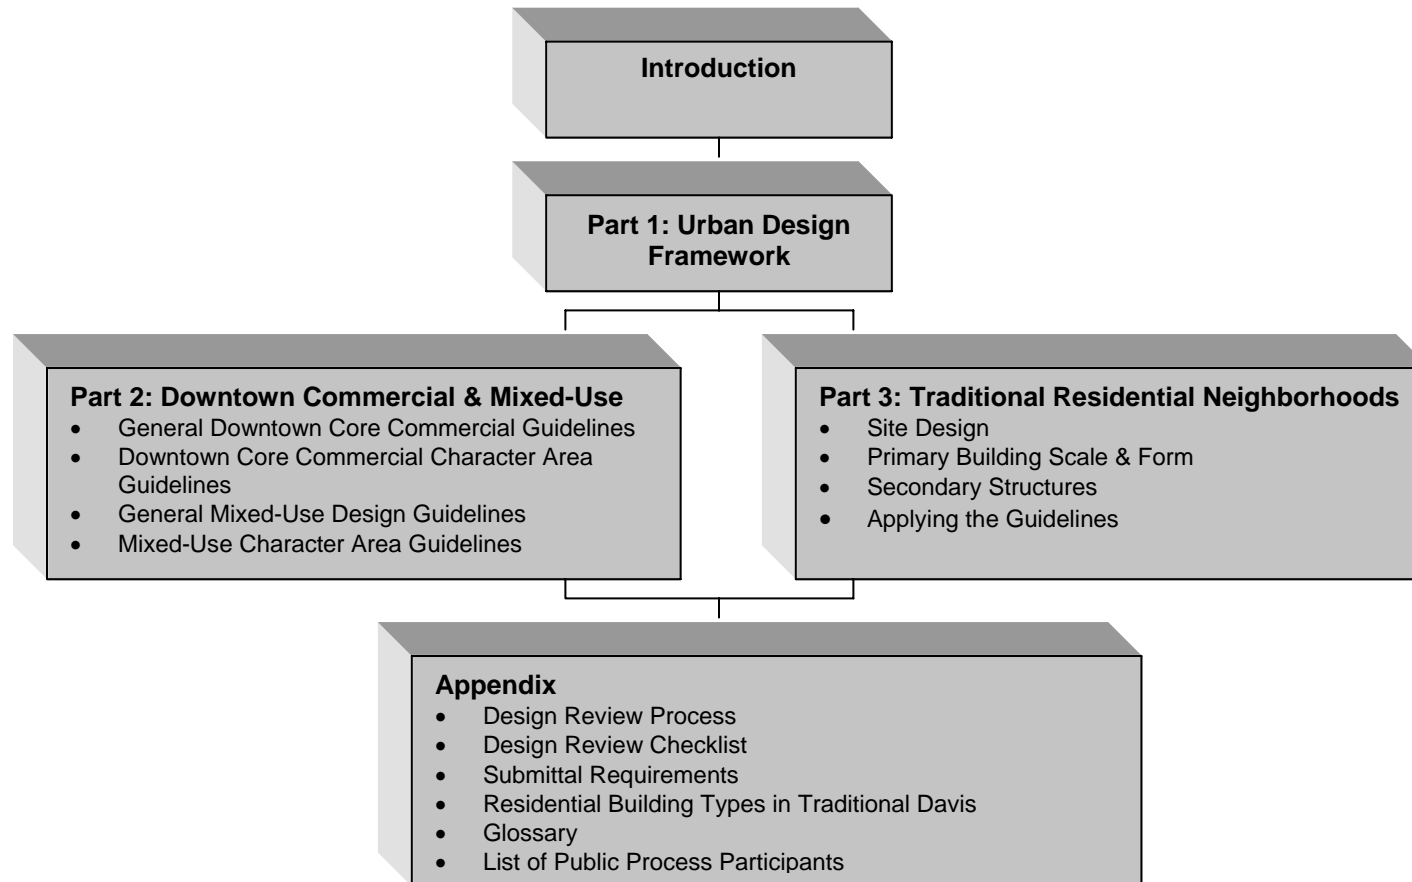 Introduction
Part 1: Urban Design
Framework
Part 2: Downtown Commercial & Mixed-Use
• General Downtown Core Commercial Guidelines
• Downtown Core Commercial Character Area
Guidelines
• General Mixed-Use Design Guidelines
• Mixed-Use Character Area Guidelines
Part 3: Traditional Residential Neighborhoods
• Site Design
• Primary Building Scale & Form
• Secondary Structures
• Applying the Guidelines
Appendix
• Design Review Process
• Design Review Checklist
• Submittal Requirements
• Residential Building Types in Traditional Davis
• Glossary
• List of Public Process Participants